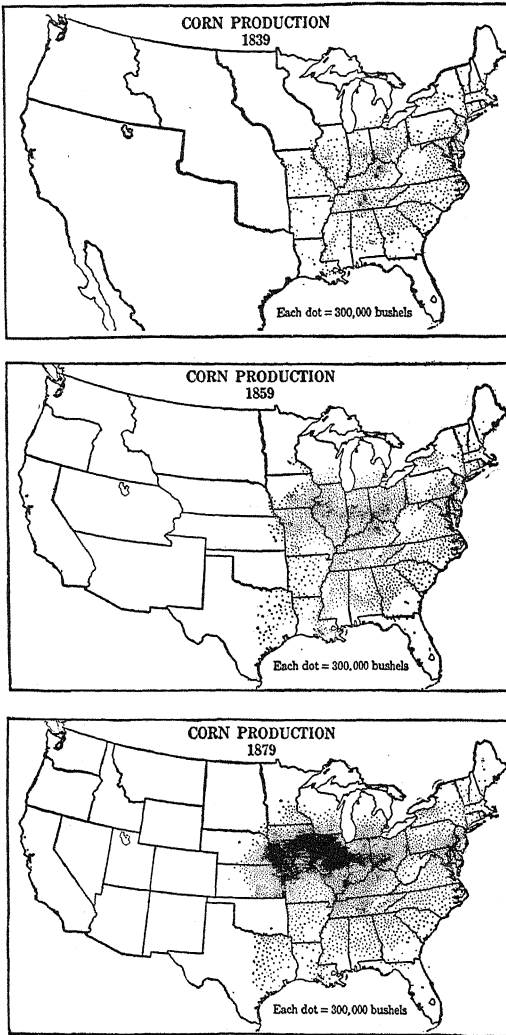 CORN PRODUCTION
1839
Each dot = 300,000 bushels
CORN PRODUCTION
1859
Each dot = 300,000 bushels
CORN PRODUCTION
1879
Each dot = 300,000 bushels